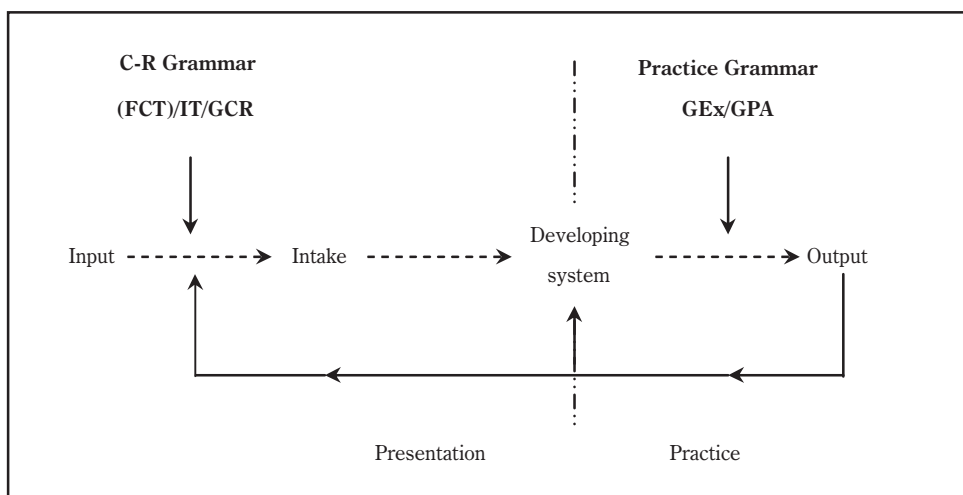 C-R Grammar
(FCT)/IT/GCR
Practice Grammar
GEx/GPA
Input
Intake
Developing
system
Output
Presentation
Practice